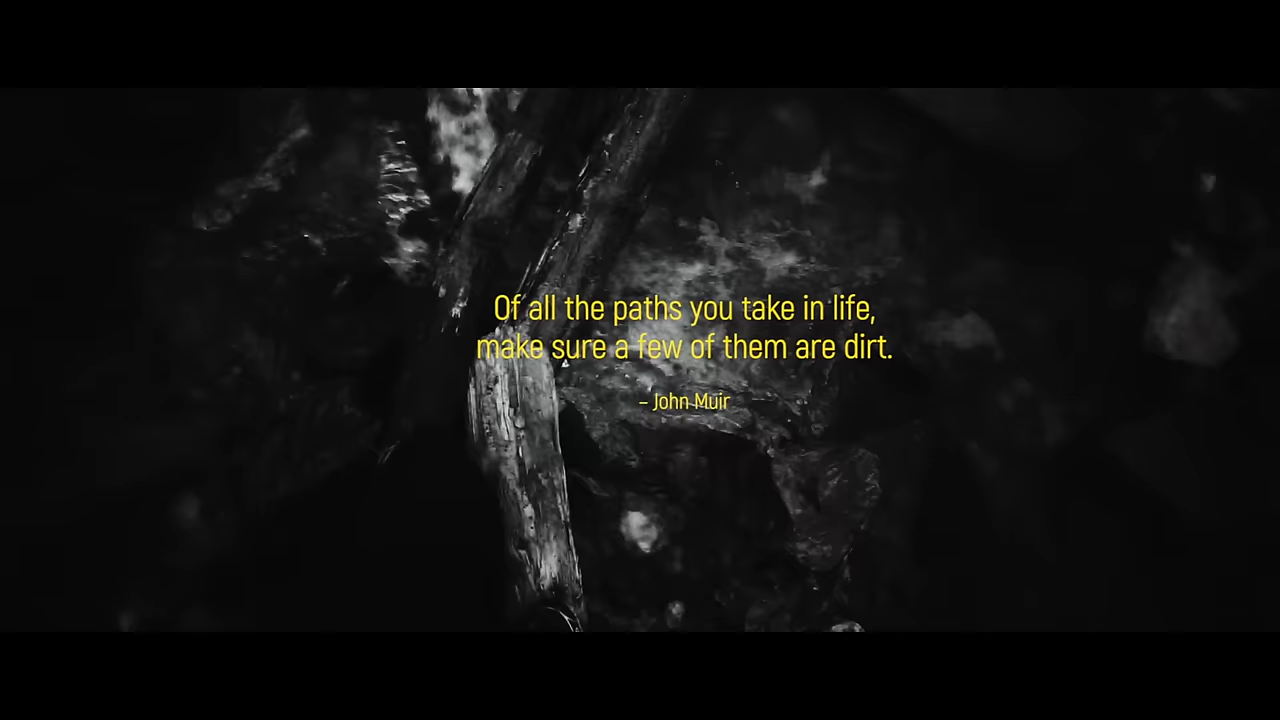 Of all the paths you take in life,
make sure a few of them are dirt.
– John Muir